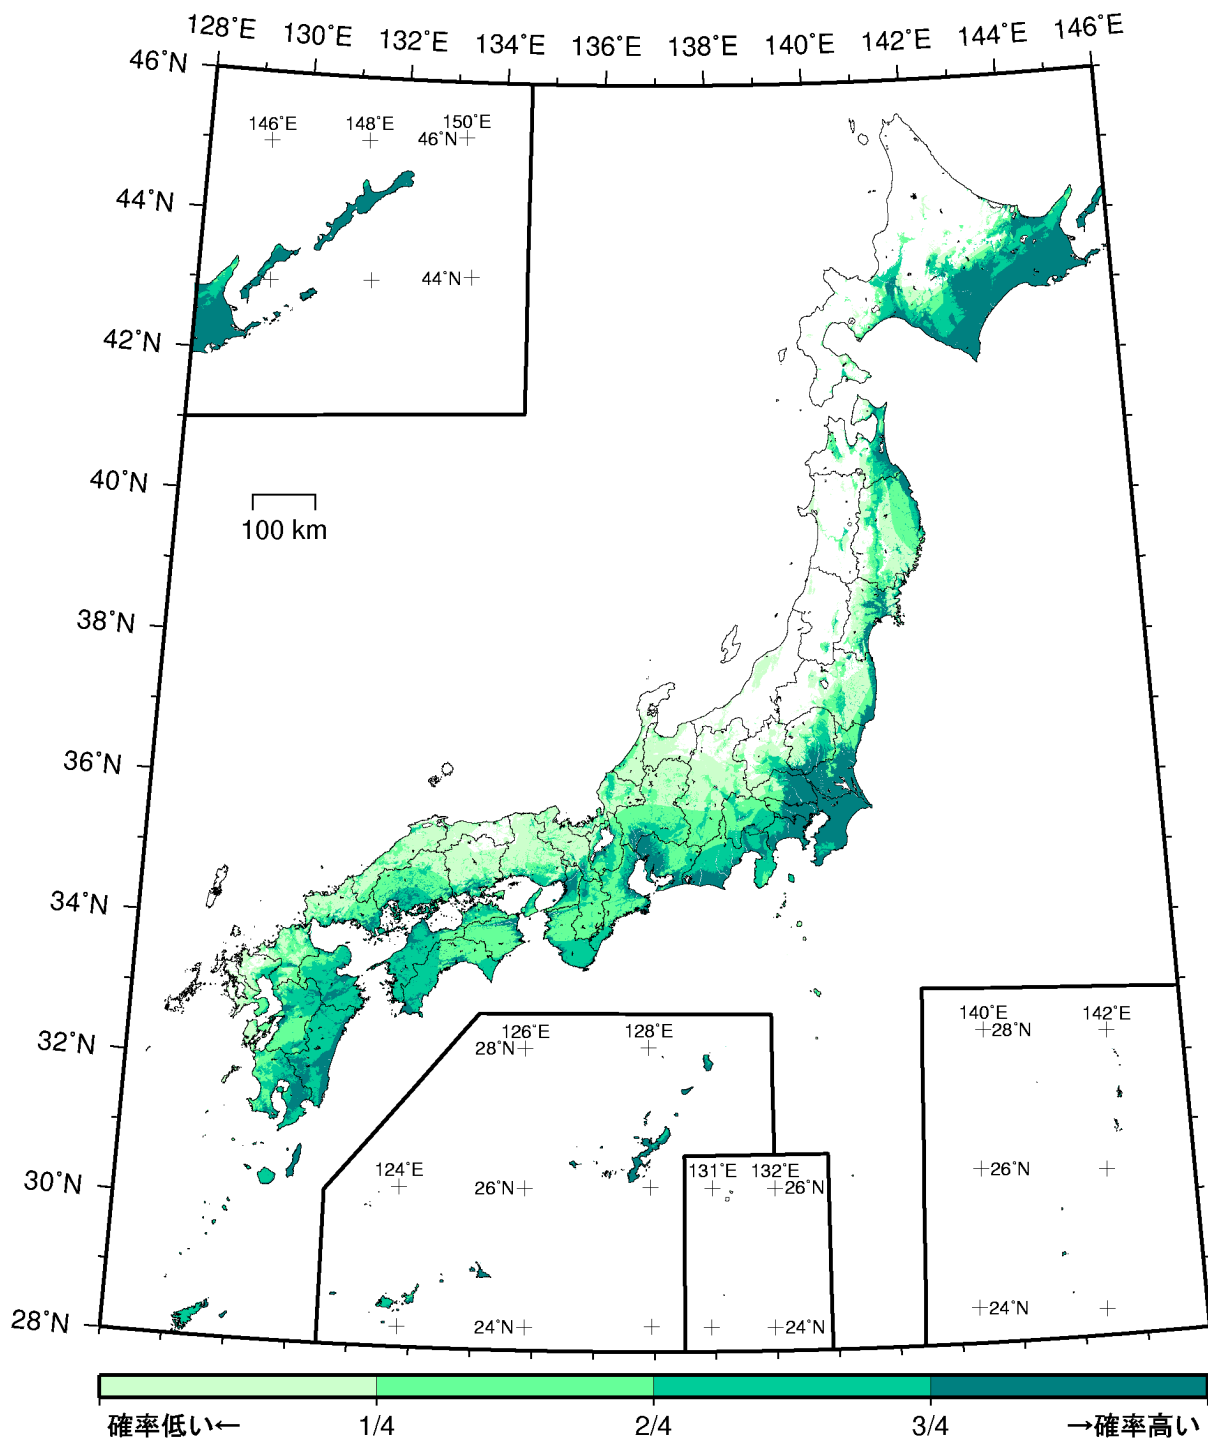 128˚E 130˚E 132˚E 134˚E 136˚E 138˚E 140˚E 142˚E 144˚E 146˚E
46˚N
146˚E 148˚E 150˚E
46˚N
44˚N
44˚N
42˚N
40˚N
100 km
38˚N
36˚N
34˚N
32˚N
126˚E 128˚E
28˚N
140˚E 142˚E
28˚N
30˚N
124˚E
26˚N
131˚E 132˚E
26˚N
26˚N
28˚N
24˚N
24˚N
24˚N
確率低い← 1/4 2/4 3/4 →確率高い